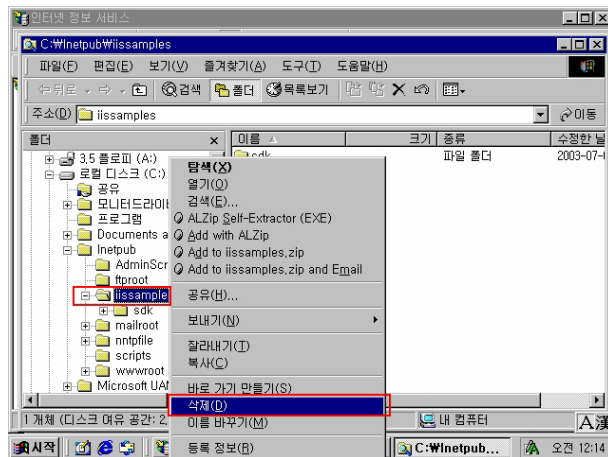 인터넷 정보 서비스
C:₩Inetpub₩iissamples
파일(F) 편집(E) 보기(V) 즐겨찾기(A) 도구(T) 도움말(H)
뒤로 검색 폴더 목록보기
주소(D) iissamples 이동
폴더 이름 크기 종류 수정한 날
3,5 플로피 (A:) sdk 파일 폴더 2003-07-
로컬 디스크 (C:)
공유
모니터드라이
프로그램
Documents a
Inetpub
AdminScr
ftproot
iissample
sdk
mailroot
nntpfile
scripts
wwwroot
Microsoft UA
탐색(X)
열기(O)
검색(E)...
ALZip Self-Extractor (EXE)
Add with ALZip
Add to iissamples.zip
Add to iissamples.zip and Email
공유(H)...
보내기(N)
잘라내기(T)
복사(C)
바로 가기 만들기(S)
삭제(D)
이름 바꾸기(M)
등록 정보(R)
1 개체 (디스크 여유 공간: 2, 내 컴퓨터
A漢
시작 C:₩Inetpub... 오전 12:14